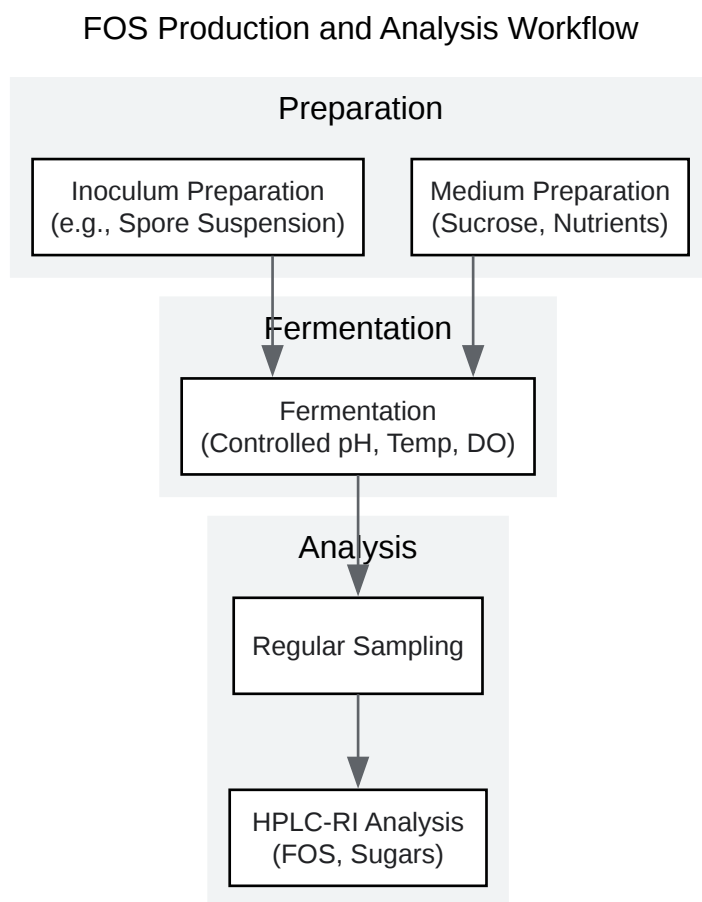 FOS Production and Analysis Workflow
Preparation
Inoculum Preparation
(e.g., Spore Suspension)
Medium Preparation
(Sucrose, Nutrients)
Fermentation
Fermentation
(Controlled pH, Temp, DO)
Analysis
Regular Sampling
HPLC-RI Analysis
(FOS, Sugars)